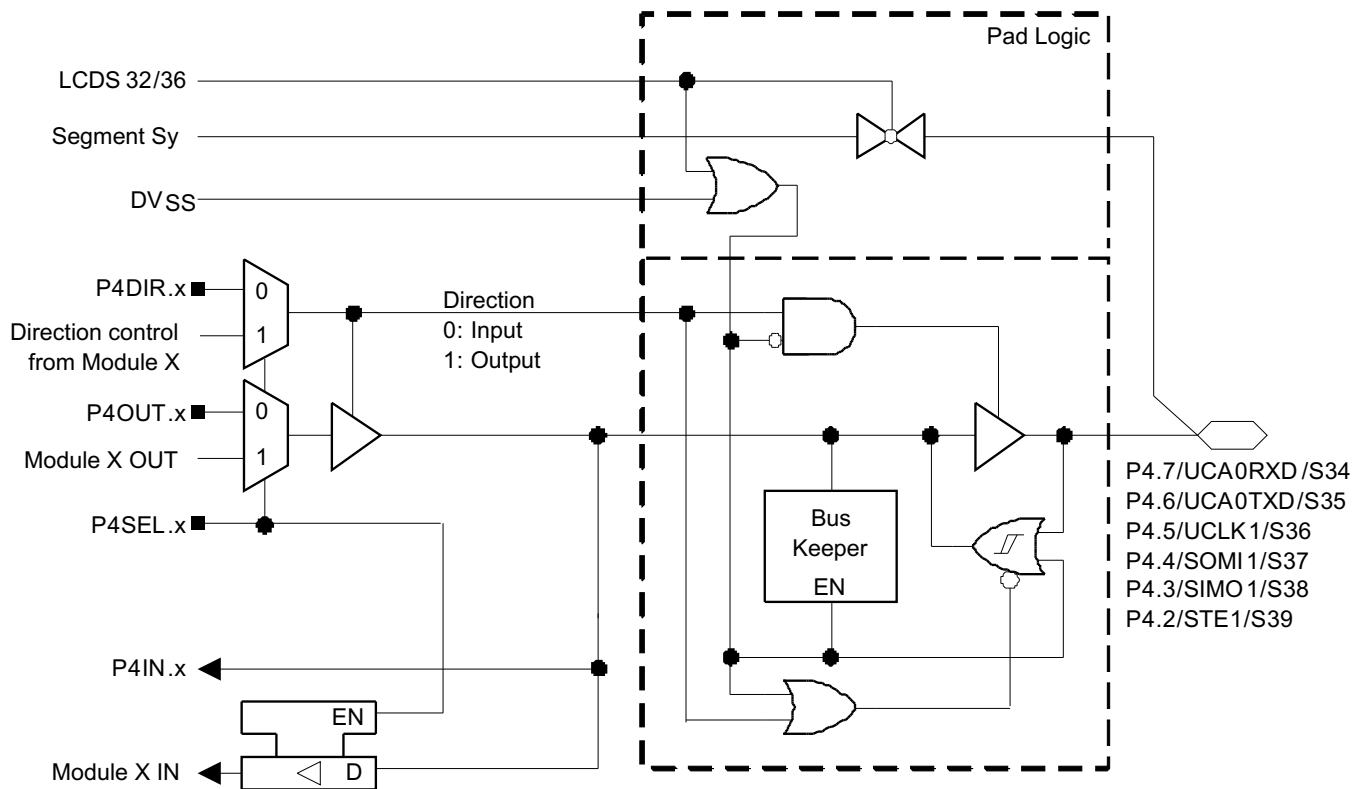 Pad Logic
LCDS 32/36
Segment Sy
DVSS
P4DIR.x
0
Direction control
from Module X
1
Direction
0: Input
1: Output
P4OUT.x
0
Module X OUT
1
P4SEL.x
Bus
Keeper
EN
P4.7/UCA0RXD/S34
P4.6/UCA0TXD/S35
P4.5/UCLK1/S36
P4.4/SOMI1/S37
P4.3/SIMO1/S38
P4.2/STE1/S39
P4IN.x
EN
Module X IN
D